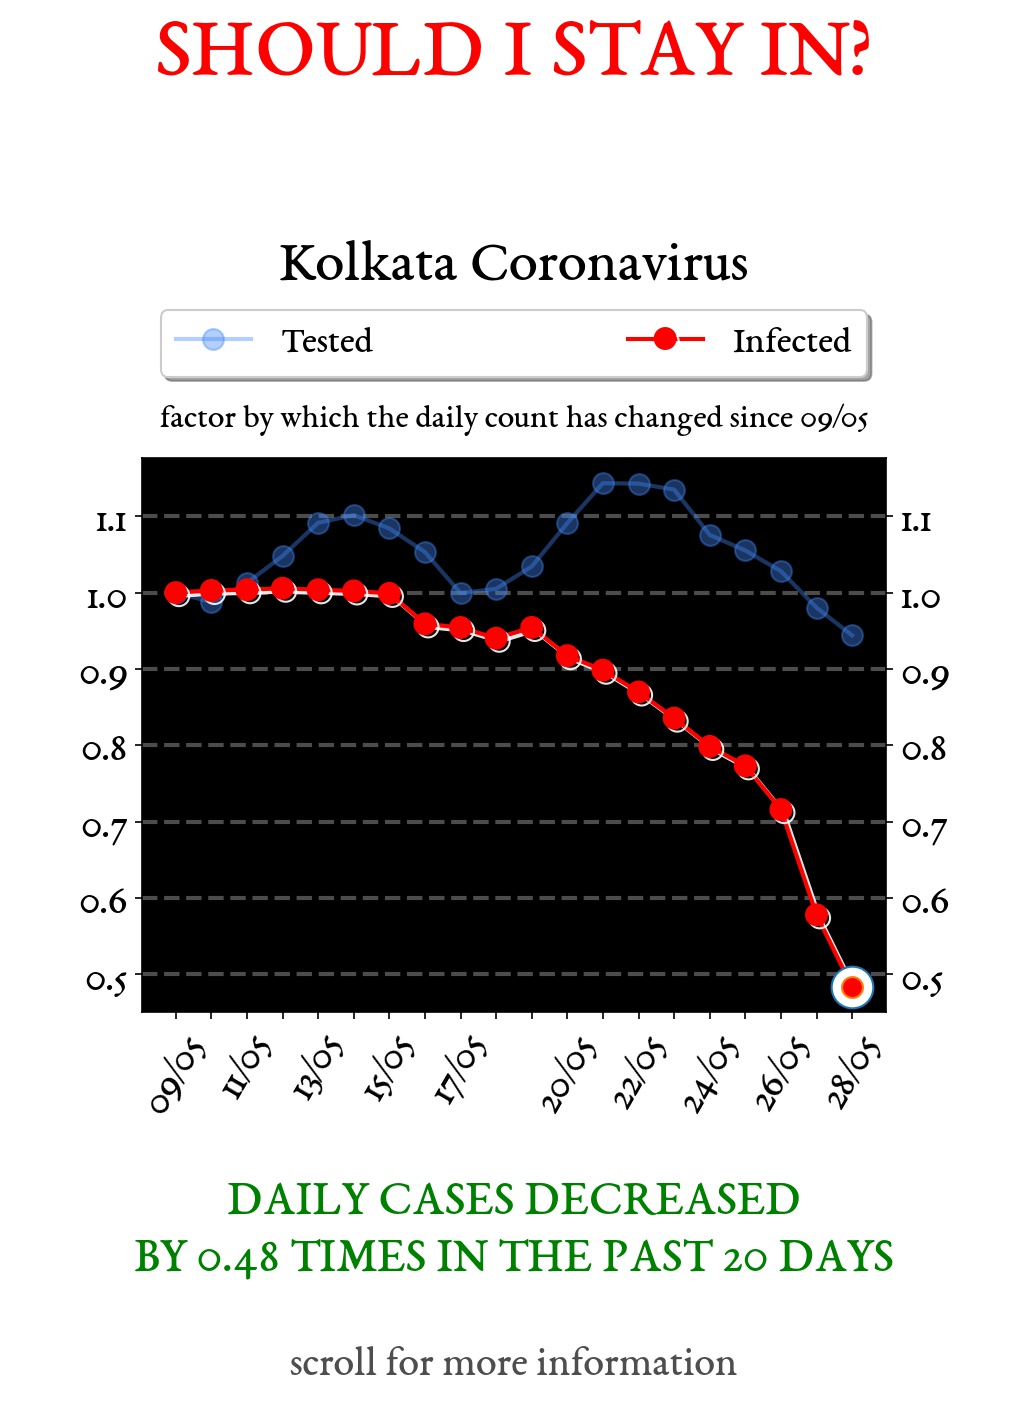 SHOULD I STAY IN?
Kolkata Coronavirus
Tested Infected
factor by which the daily count has changed since 09/05
1.1 1.1
1.0 1.0
0.9 0.9
0.8 0.8
0.7 0.7
0.6 0.6
0.5 0.5
09/05 11/05 13/05 15/05 17/05 20/05 22/05 24/05 26/05 28/05
DAILY CASES DECREASED
BY 0.48 TIMES IN THE PAST 20 DAYS
scroll for more information